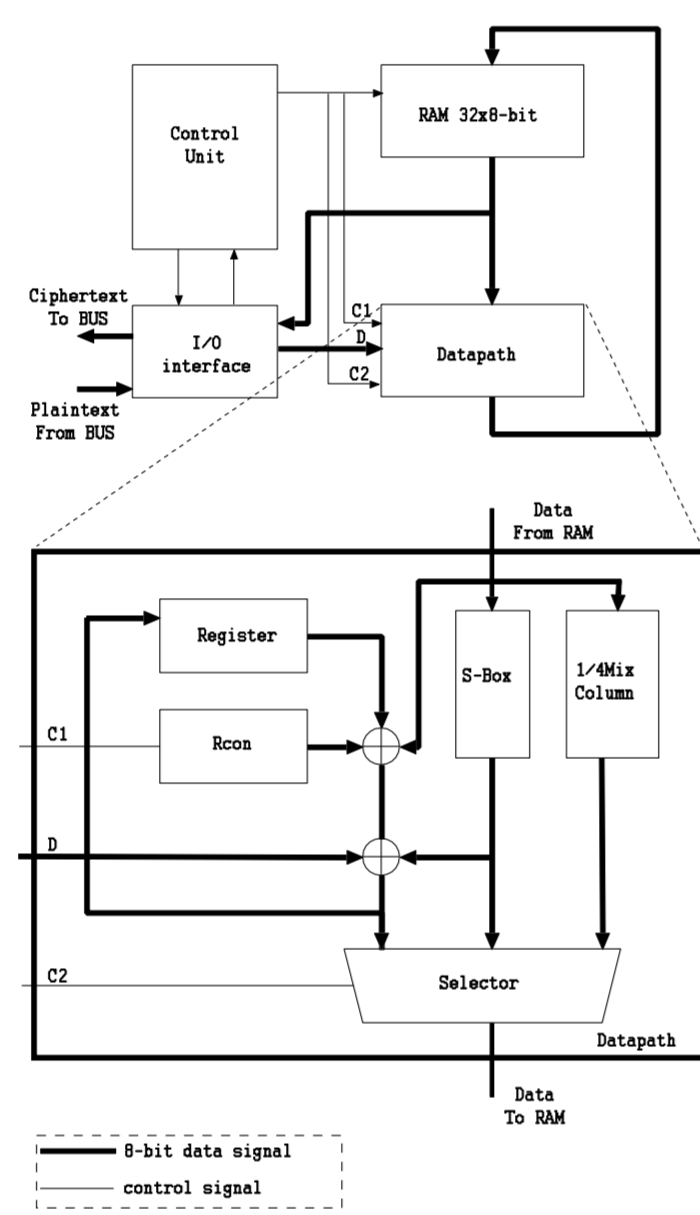 Control
Unit
RAM 32x8-bit
Ciphertext
To BUS
I/O
interface
C1
D
C2
Datapath
Plaintext
From BUS
Data
From RAM
Register
S-Box
1/4Mix
Column
C1
Rcon
D
C2
Selector
Datapath
Data
To RAM
8-bit data signal
control signal